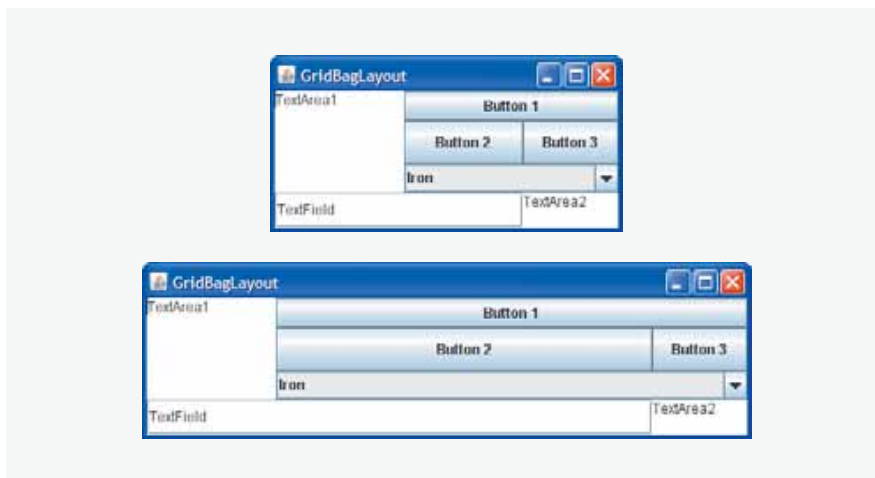 GridBagLayout
TextArea1
Button 1
Button 2
Button 3
Iron
TextField
TextArea2
GridBagLayout
TextArea1
Button 1
Button 2
Button 3
Iron
TextField
TextArea2